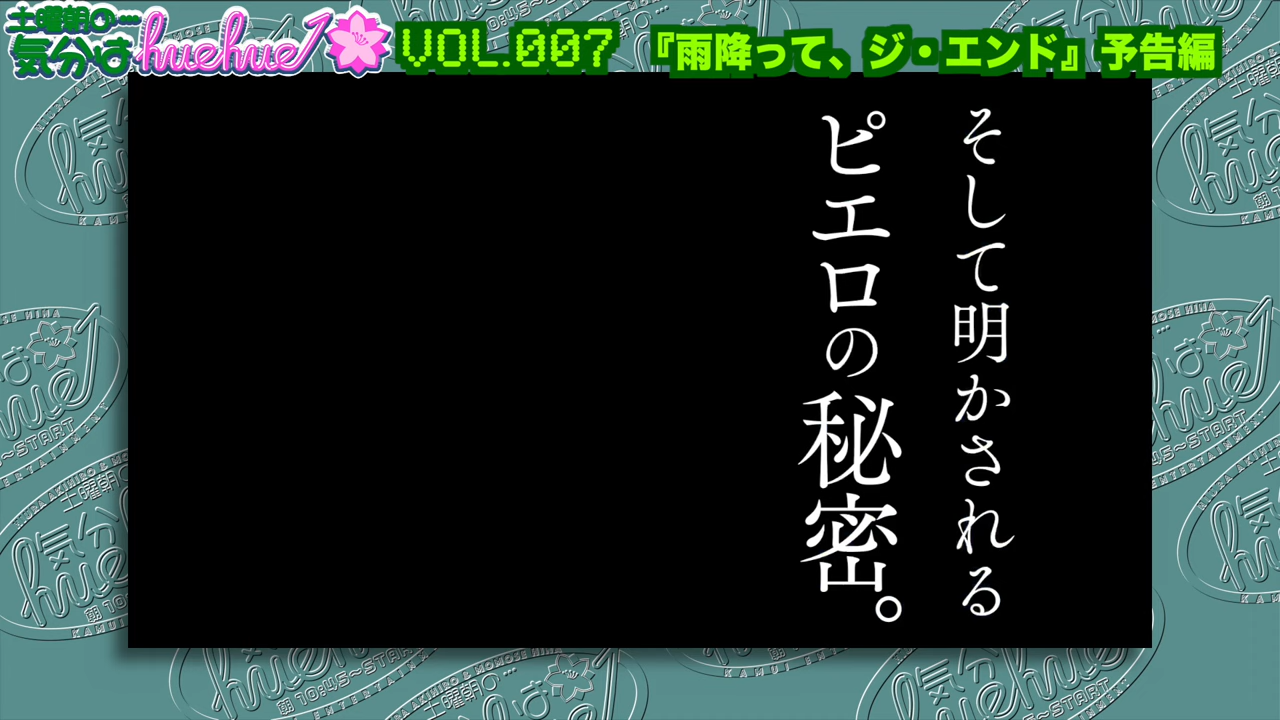 土曜朝の…
気分はhuehue
VOL.007 『雨降って、ジ・エンド』予告編
そして明かされる
ピエロの秘密。